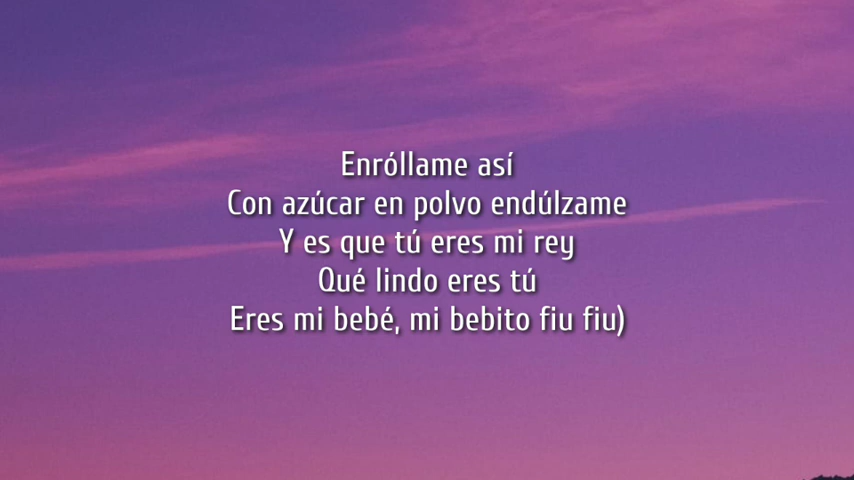 Enróllame así
Con azúcar en polvo endúlzame
Y es que tú eres mi rey
Qué lindo eres tú
Eres mi bebé, mi bebito fiu fiu)